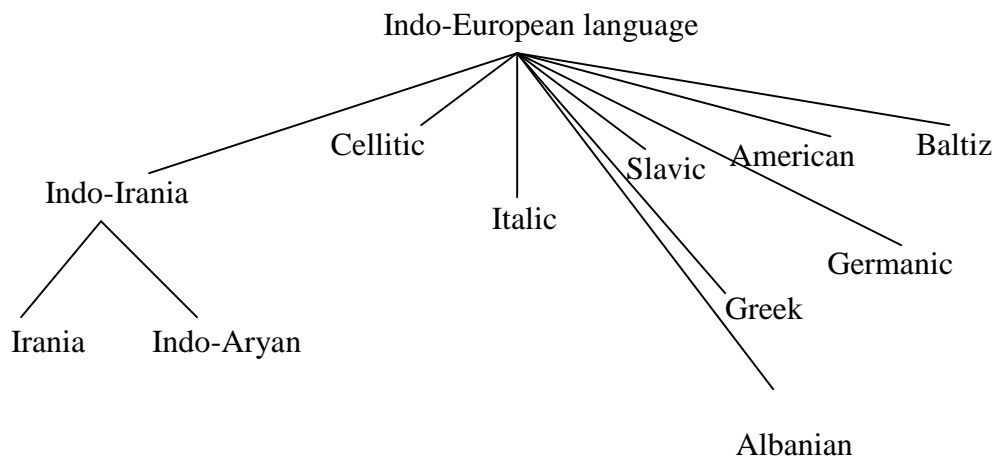 Indo-European language
Cellitic
Slavic
American
Baltiz
Indo-Irania
Italic
Germanic
Greek
Irania
Indo-Aryan
Albanian